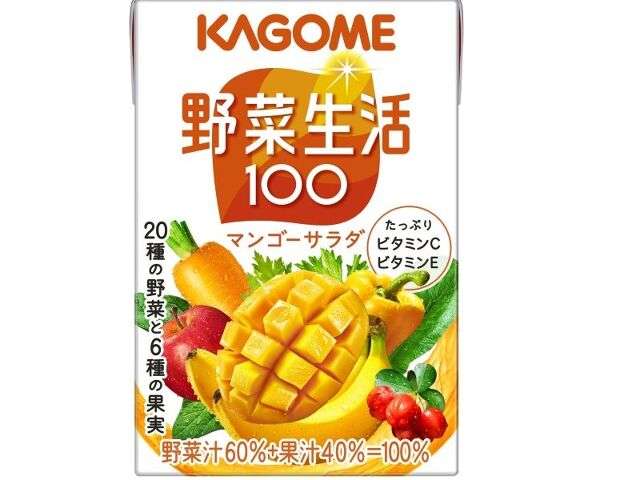 KAGOME
野菜生活
100
マンゴーサラダ
たっぷり
ビタミンC
ビタミンE
20種の野菜と6種の果実
野菜汁60%+果汁40%=100%